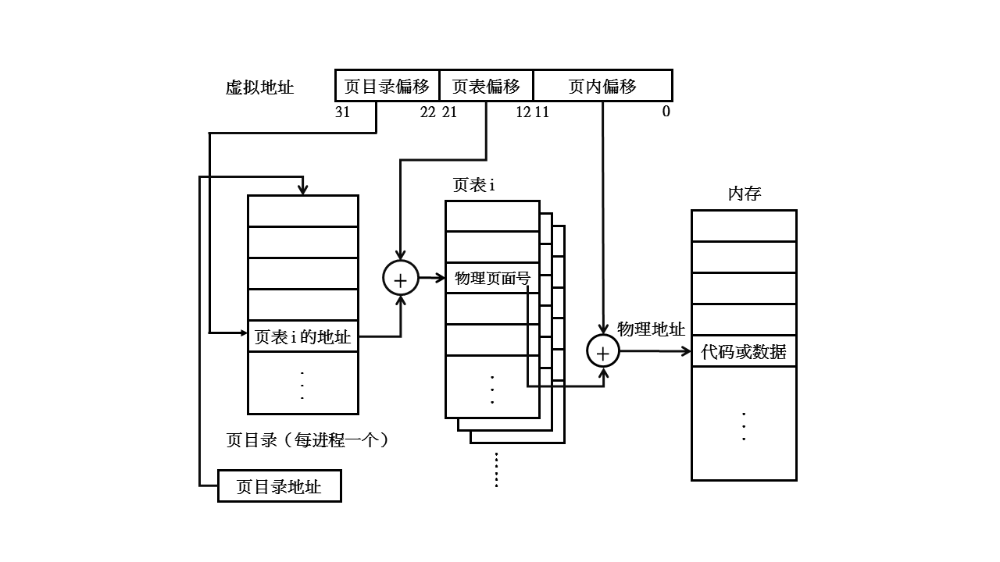 虚拟地址
页目录偏移 页表偏移 页内偏移
31 22 21 12 11 0
页表i
内存
物理页面号
物理地址
页表i的地址
代码或数据
页目录（每进程一个）
页目录地址